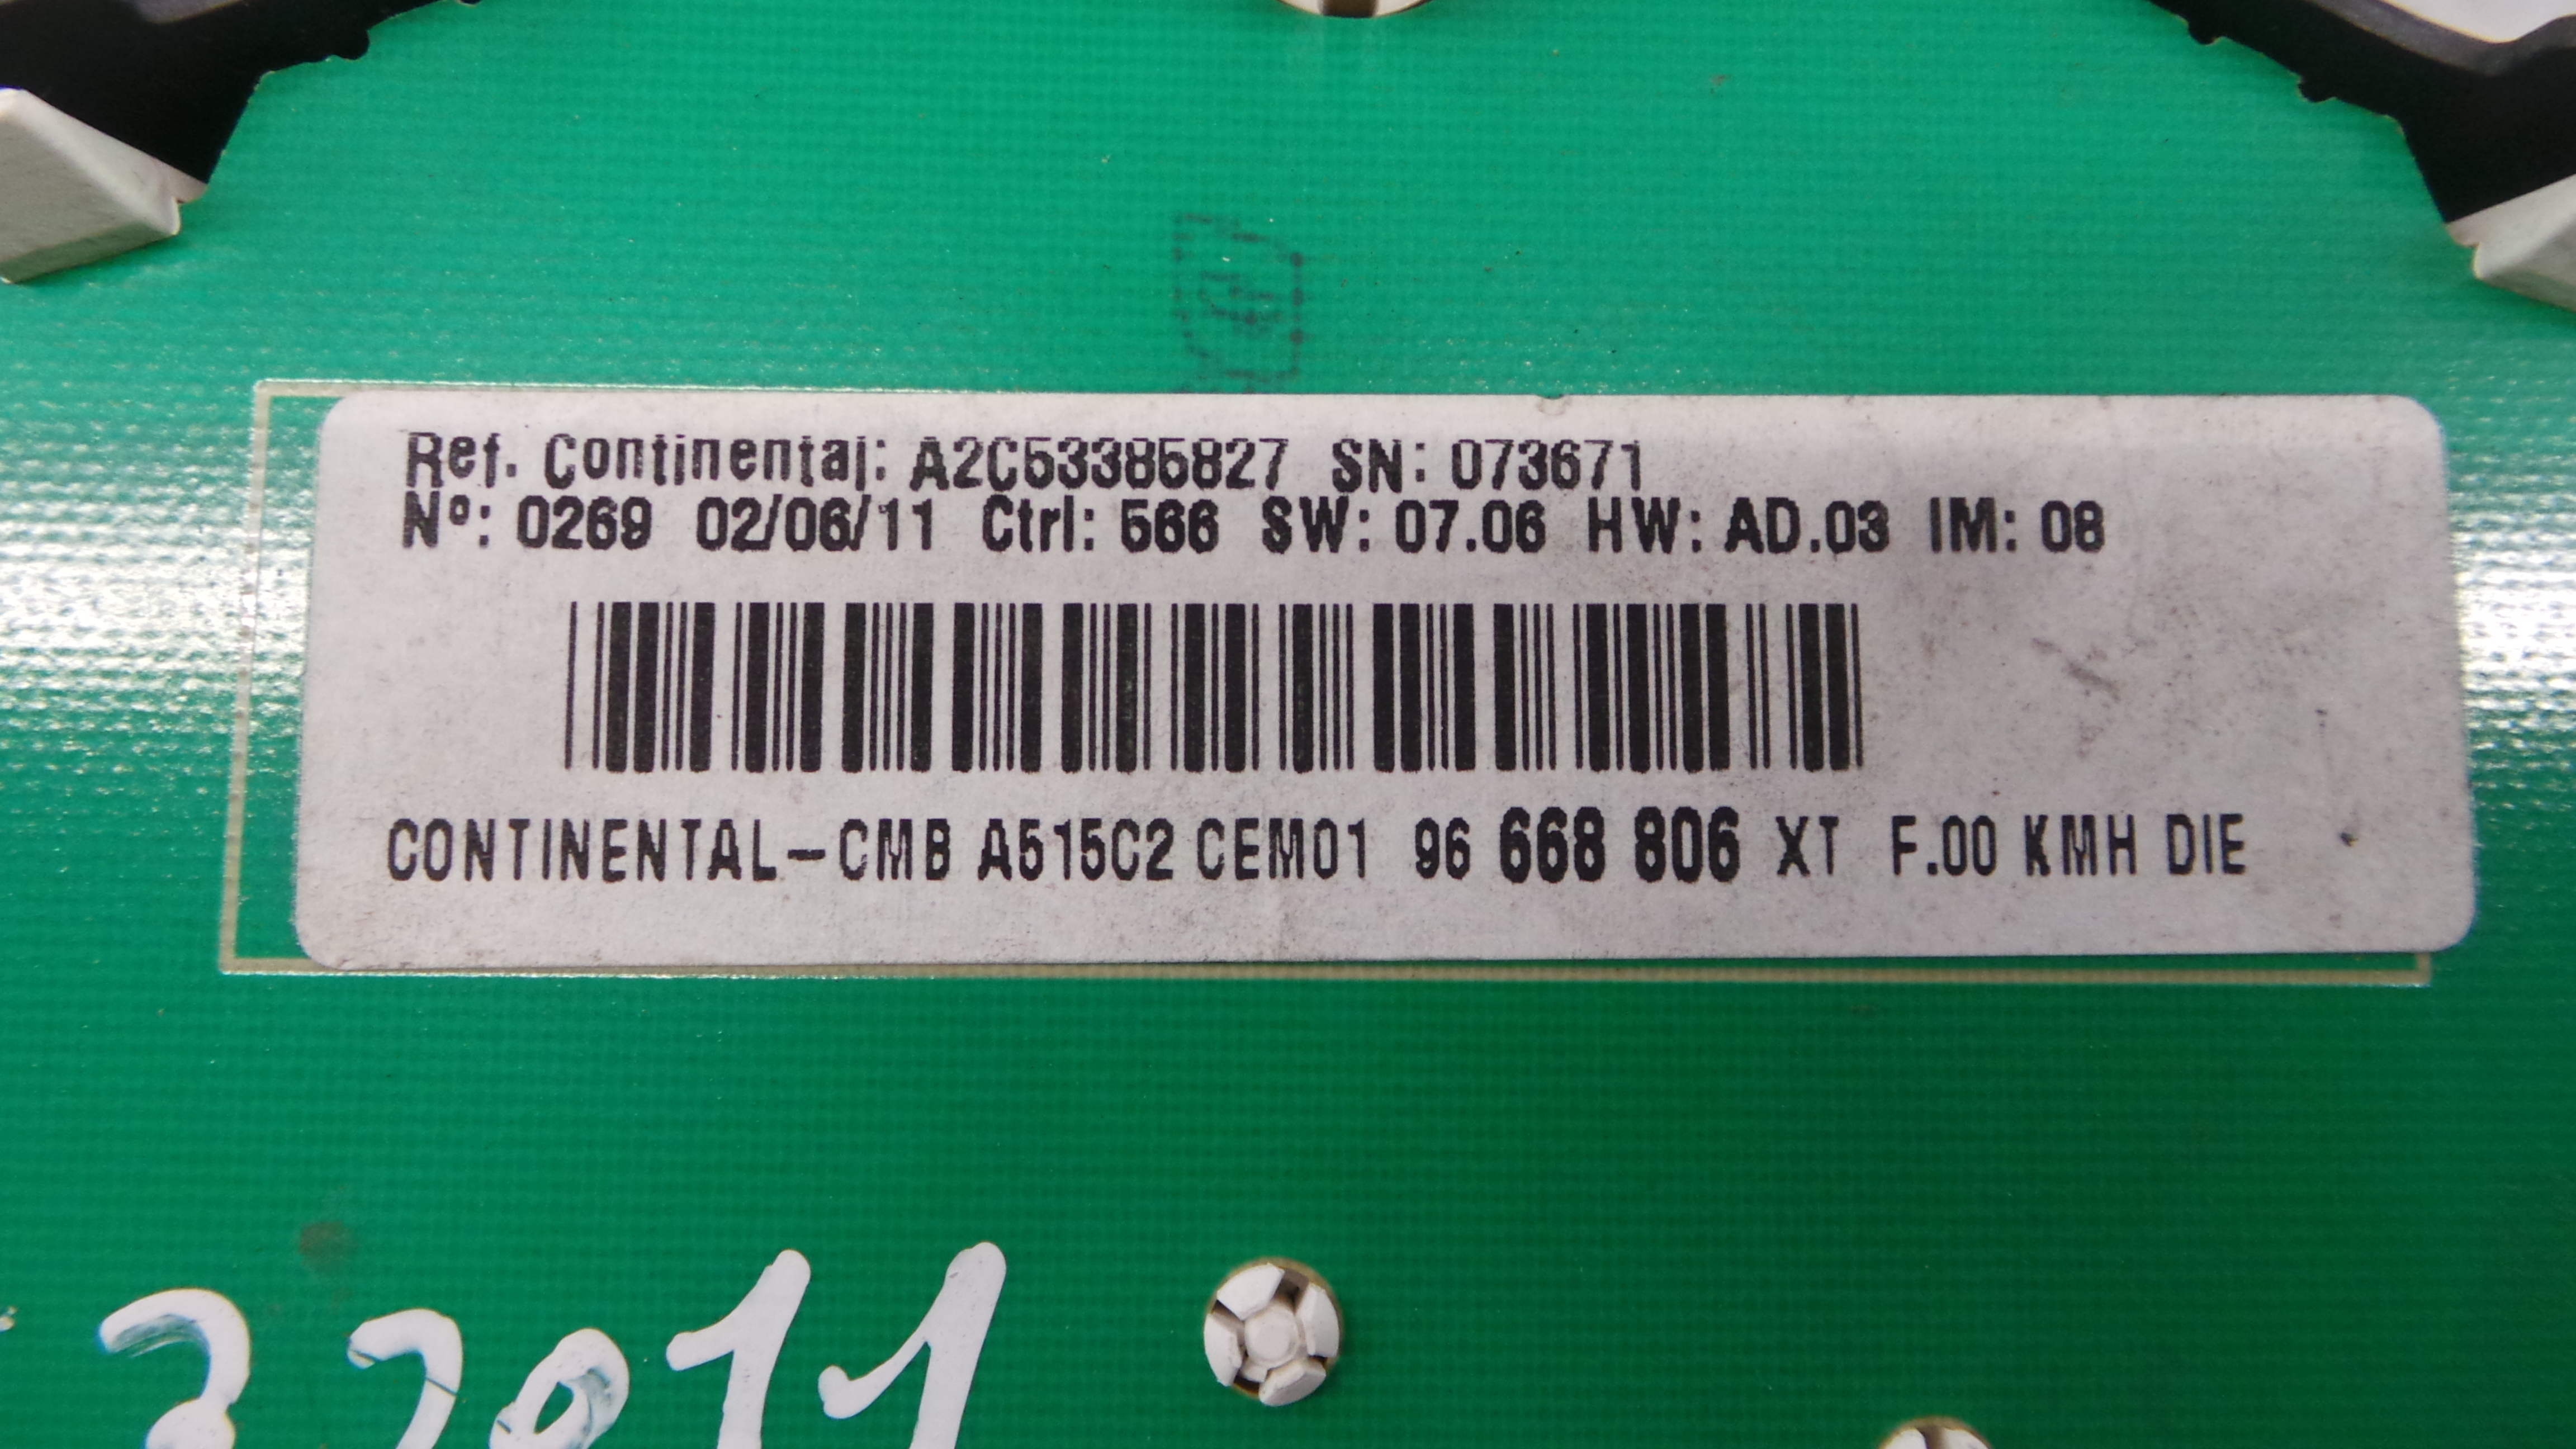 Ref. Continental: A2C53385827 SN: 073671
Nº: 0269 02/06/11 Ctrl: 566 SW: 07.06 HW: AD.03 IM: 08
CONTINENTAL-CMB A515C2 CEM01 96 668 806 XT F.00 KMH DIE
2011